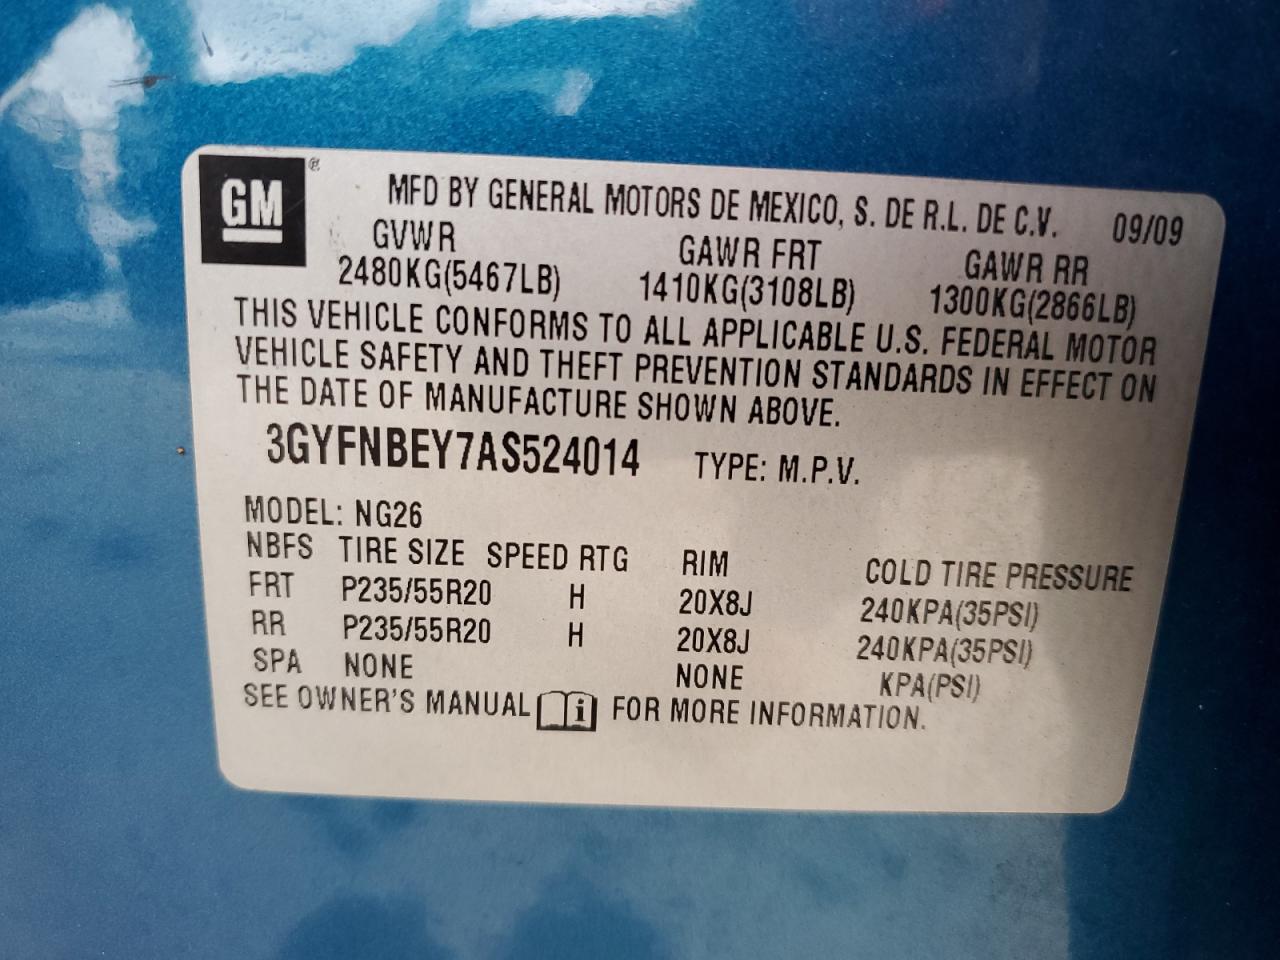 GM ®
MFD BY GENERAL MOTORS DE MEXICO, S. DE R.L. DE C.V. 09/09
GVWR GAWR FRT GAWR RR
2480KG(5467LB) 1410KG(3108LB) 1300KG(2866LB)
THIS VEHICLE CONFORMS TO ALL APPLICABLE U.S. FEDERAL MOTOR
VEHICLE SAFETY AND THEFT PREVENTION STANDARDS IN EFFECT ON
THE DATE OF MANUFACTURE SHOWN ABOVE.
3GYFNBEY7AS524014 TYPE: M.P.V.
MODEL: NG26
NBFS TIRE SIZE SPEED RTG RIM COLD TIRE PRESSURE
FRT P235/55R20 H 20X8J 240KPA(35PSI)
RR P235/55R20 H 20X8J 240KPA(35PSI)
SPA NONE NONE KPA(PSI)
SEE OWNER'S MANUAL i FOR MORE INFORMATION.